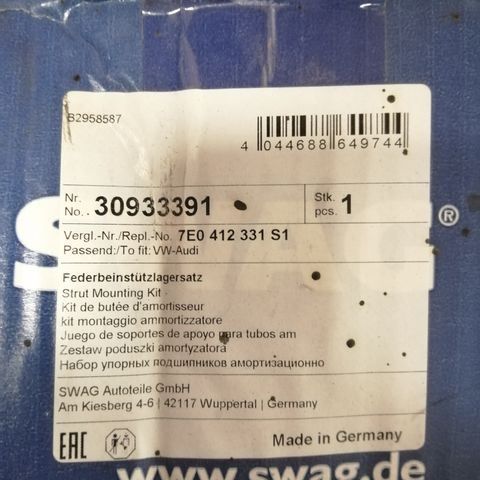 B2958587
4 044688 649744
Nr.
No. . 30933391
Stk.
pcs. 1
Vergl.-Nr./Repl.-No. 7E0 412 331 S1
Passend:/To fit: VW-Audi
SWAG®
Federbeinstützlagersatz
Strut Mounting Kit
Kit de butée d'amortisseur
kit montaggio ammortizzatore
Juego de soportes de apoyo para tubos am
Zestaw poduszki amortyzatora
Набор упорных подшипников амортизационно
SWAG Autoteile GmbH
Am Kiesberg 4-6 | 42117 Wuppertal | Germany
EAC
Made in Germany
www.swag.de